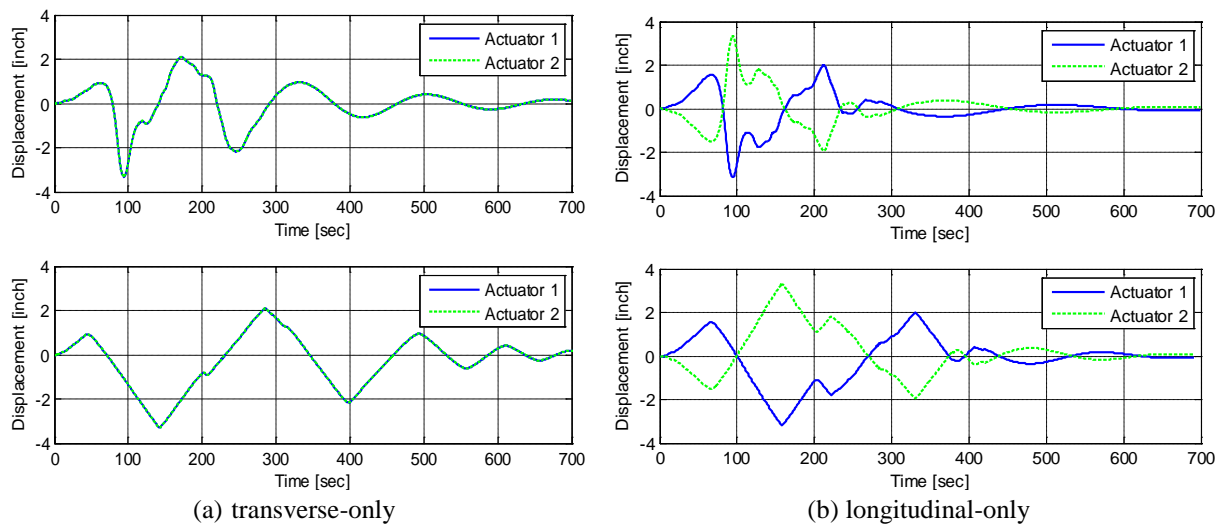 Displacement [inch]
4
2
0
-2
-4
Actuator 1
Actuator 2
0 100 200 300 400 500 600 700
Time [sec]
Displacement [inch]
4
2
0
-2
-4
Actuator 1
Actuator 2
0 100 200 300 400 500 600 700
Time [sec]
Displacement [inch]
4
2
0
-2
-4
Actuator 1
Actuator 2
0 100 200 300 400 500 600 700
Time [sec]
(a) transverse-only
Displacement [inch]
4
2
0
-2
-4
Actuator 1
Actuator 2
0 100 200 300 400 500 600 700
Time [sec]
(b) longitudinal-only